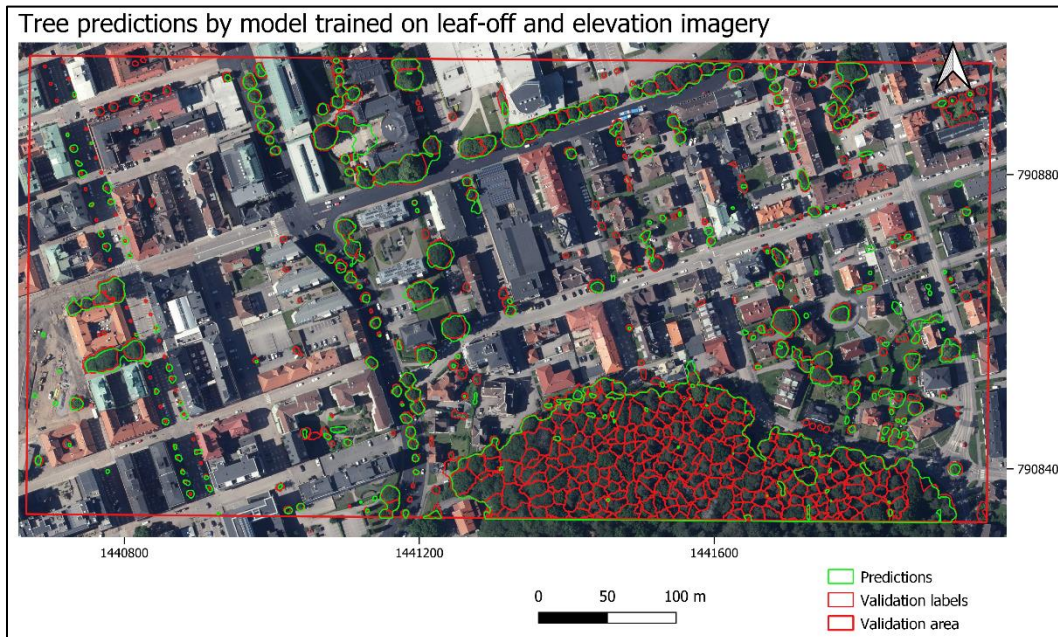 Tree predictions by model trained on leaf-off and elevation imagery
790880
790840
1440800
1441200
1441600
0 50 100 m
Predictions
Validation labels
Validation area